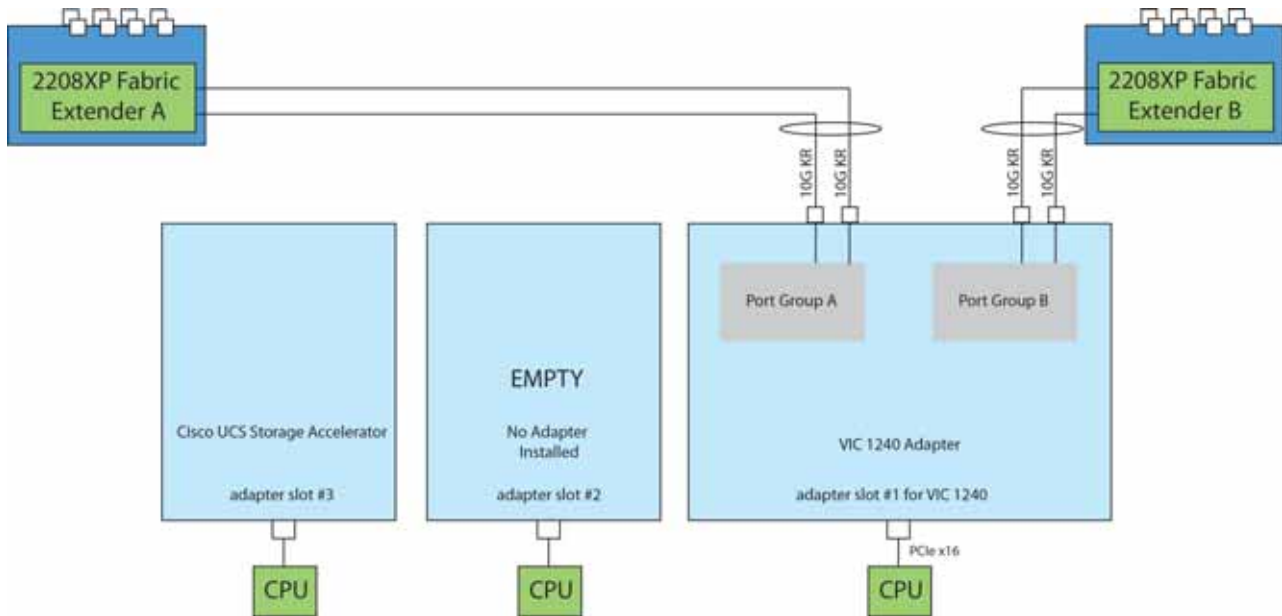 2208XP Fabric
Extender A
2208XP Fabric
Extender B
10G KR
10G KR
10G KR
10G KR
Port Group A
Port Group B
Cisco UCS Storage Accelerator
adapter slot #3
EMPTY
No Adapter
Installed
adapter slot #2
VIC 1240 Adapter
adapter slot #1 for VIC 1240
PCIe x16
CPU
CPU
CPU